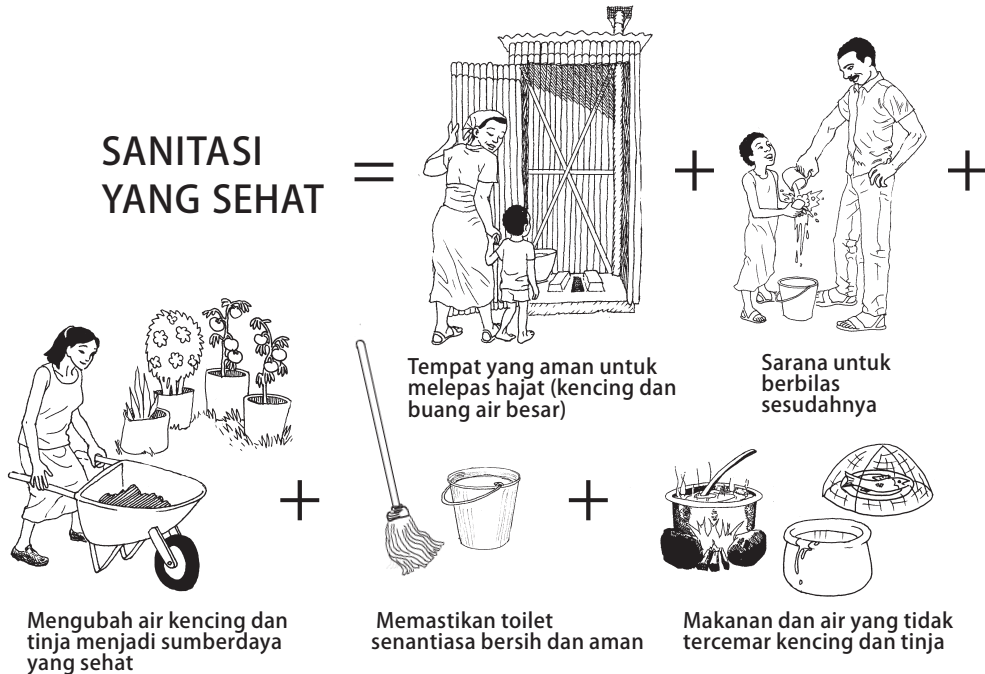 SANITASI
YANG SEHAT
=
+
+
Tempat yang aman untuk
melepas hajat (kencing dan
buang air besar)
Sarana untuk
berbilas
sesudahnya
+
+
Mengubah air kencing dan
tinja menjadi sumberdaya
yang sehat
Memastikan toilet
senantiasa bersih dan aman
Makanan dan air yang tidak
tercemar kencing dan tinja